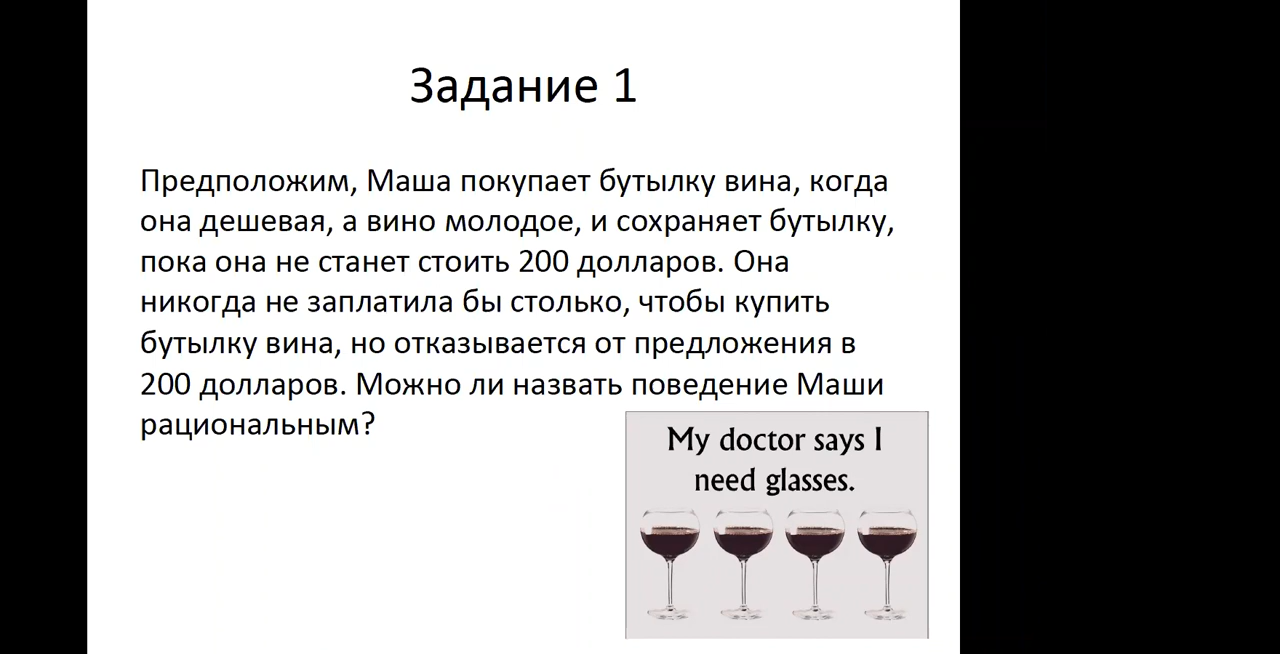 Задание 1
Предположим, Маша покупает бутылку вина, когда
она дешевая, а вино молодое, и сохраняет бутылку,
пока она не станет стоить 200 долларов. Она
никогда не заплатила бы столько, чтобы купить
бутылку вина, но отказывается от предложения в
200 долларов. Можно ли назвать поведение Маши
рациональным?
My doctor says I
need glasses.